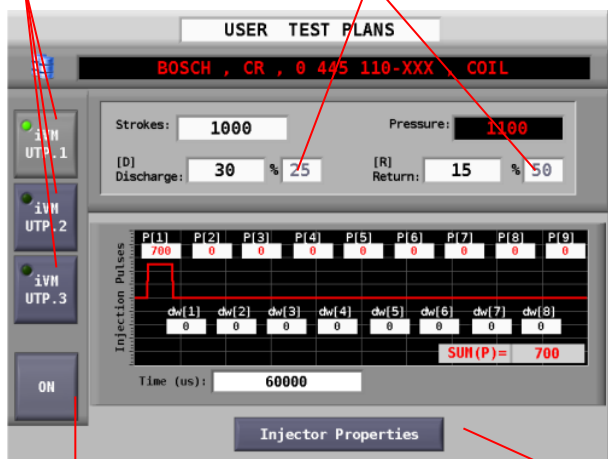 USER TEST PLANS
BOSCH , CR , 0 445 110-XXX , COIL
iVM UTP.1
iVM UTP.2
iVM UTP.3
ON
Strokes: 1000 Pressure: 1100
[D] Discharge: 30 % 25 [R] Return: 15 % 50
Injection Pulses
P[1] P[2] P[3] P[4] P[5] P[6] P[7] P[8] P[9]
700 0 0 0 0 0 0 0 0
dw[1] dw[2] dw[3] dw[4] dw[5] dw[6] dw[7] dw[8]
0 0 0 0 0 0 0 0
SUM(P)= 700
Time (us): 60000
Injector Properties